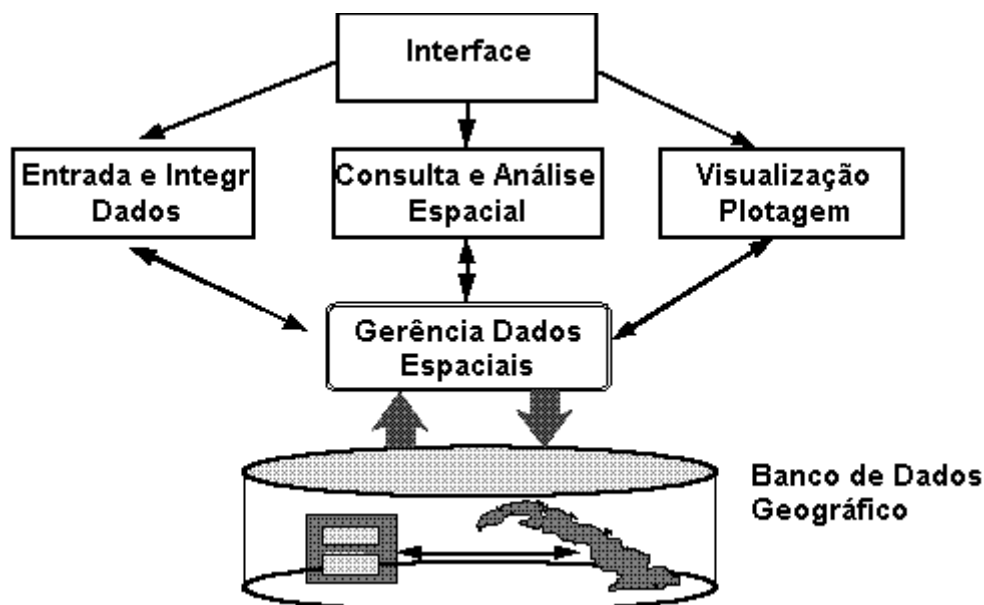 Interface
Entrada e Integr
Dados
Consulta e Análise
Espacial
Visualização
Plotagem
Gerência Dados
Espaciais
Banco de Dados
Geográfico